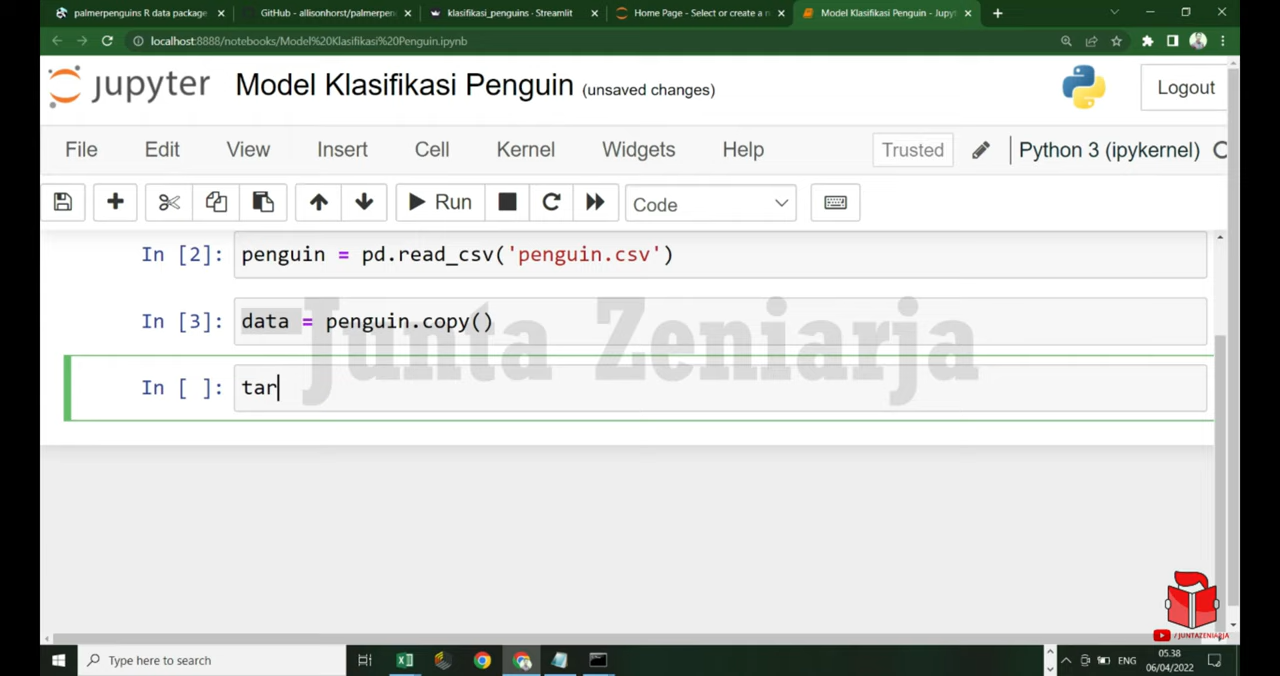 palmerpenguins R data package
GitHub - allisonhorst/palmerpen
klasifikasi_penguins · Streamlit
Home Page - Select or create a n
Model Klasifikasi Penguin - Jupyt
localhost:8888/notebooks/Model%20Klasifikasi%20Penguin.ipynb
jupyter
Model Klasifikasi Penguin (unsaved changes)
Logout
File Edit View Insert Cell Kernel Widgets Help
Trusted
Python 3 (ipykernel)
Run
Code
In [2]: penguin = pd.read_csv('penguin.csv')
In [3]: data = penguin.copy()
Junta Zeniarja
In [ ]: tar
/JUNTAZENIARJA
Type here to search
ENG
05.38
06/04/2022